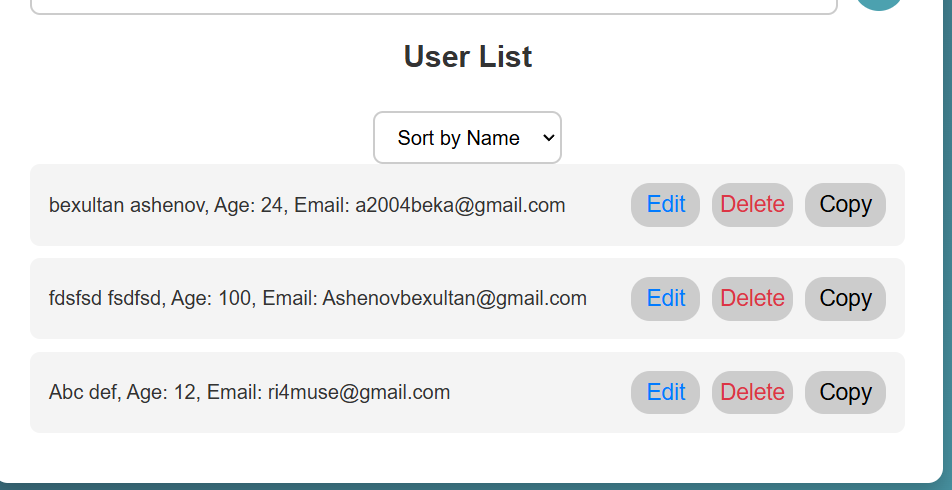 User List
Sort by Name
bexultan ashenov, Age: 24, Email: a2004beka@gmail.com Edit Delete Copy
fdsfsd fsdfsd, Age: 100, Email: Ashenovbexultan@gmail.com Edit Delete Copy
Abc def, Age: 12, Email: ri4muse@gmail.com Edit Delete Copy